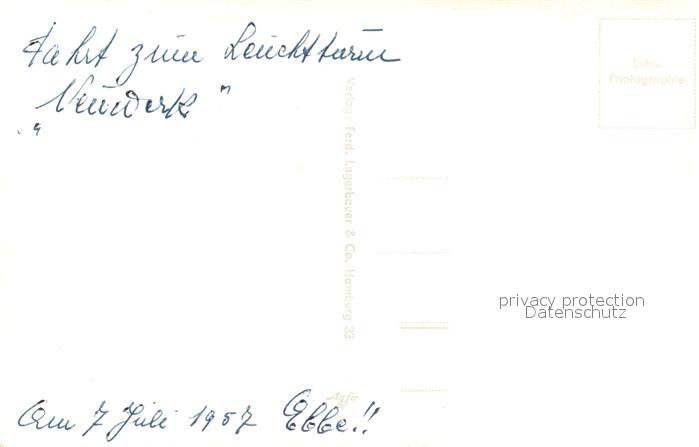 Fahrt zum Leuchtturm
"Neuwerk"
Echte
Photographie
Verlag: Ferd. Lagerbauer & Co. Hamburg 33
privacy protection
Datenschutz
Agfa
Am 7 Juli 1957 Ebbe!!